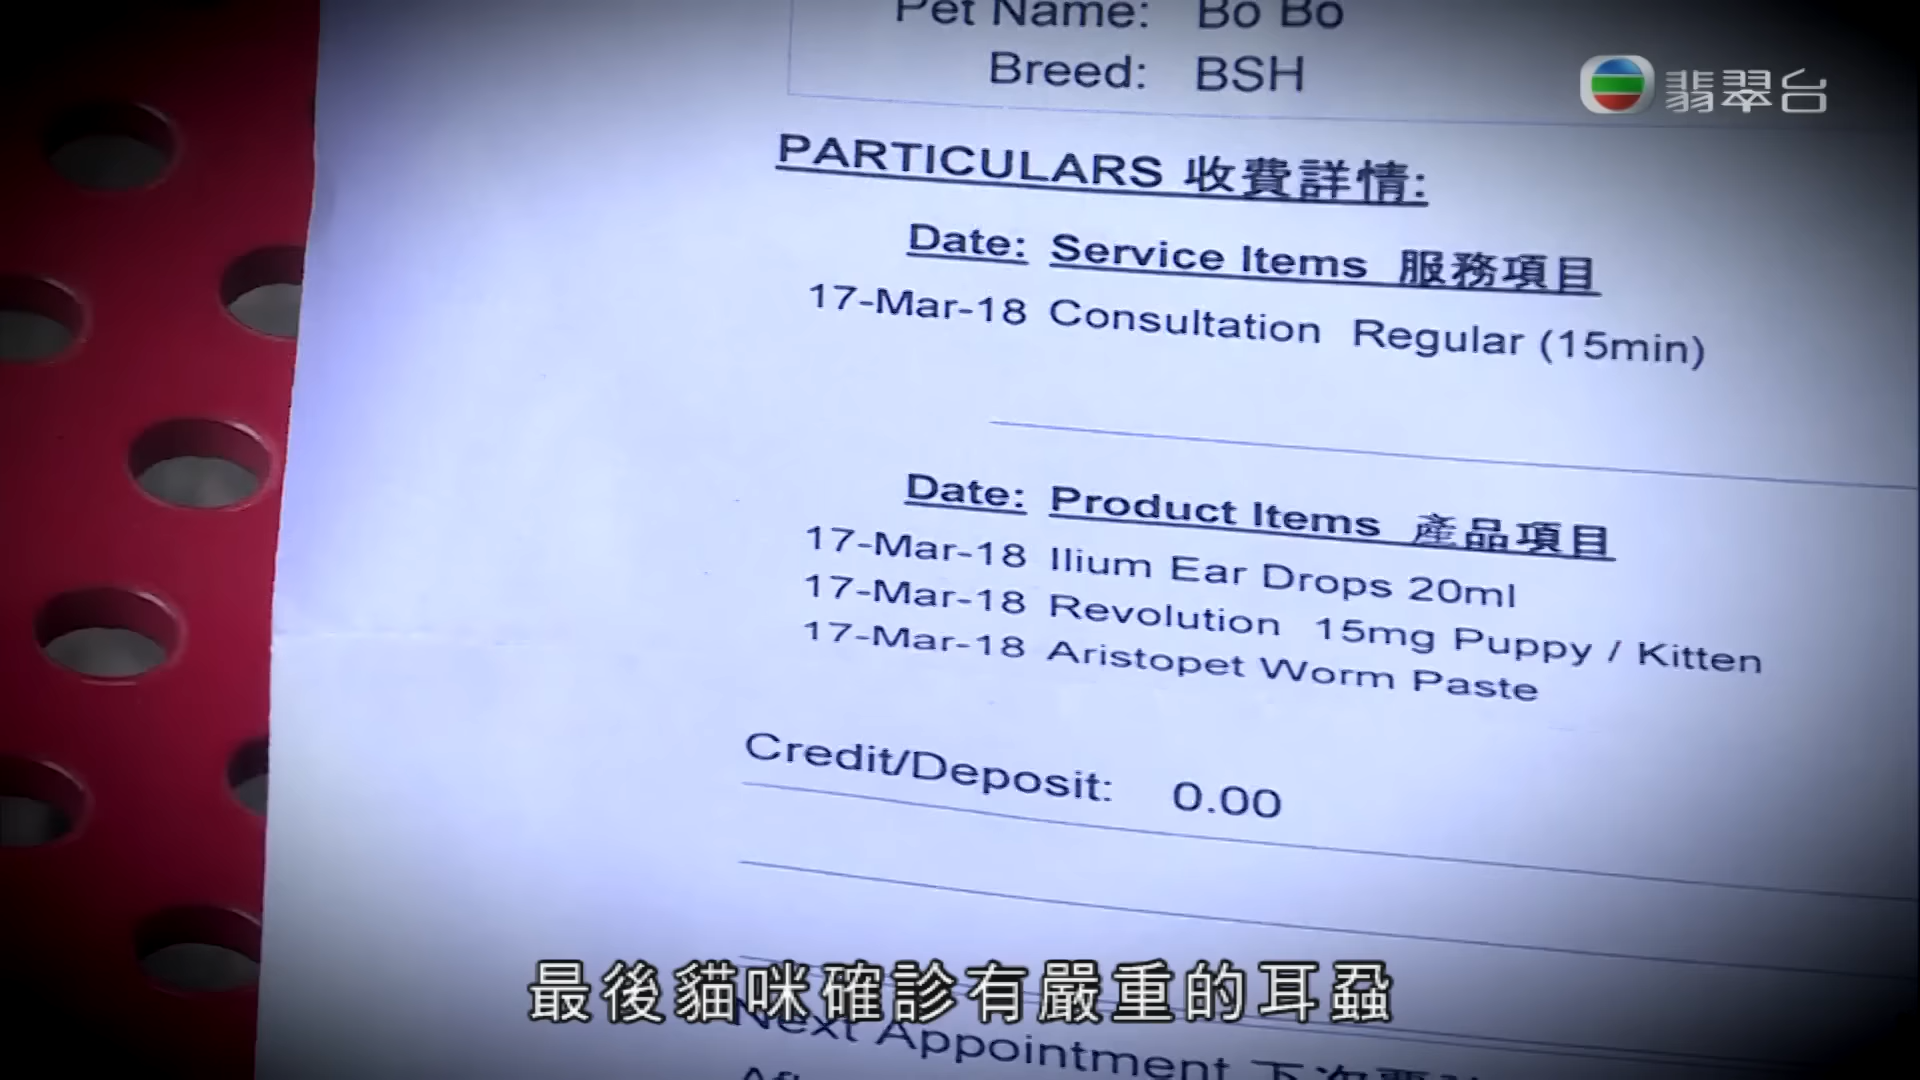 Pet Name: Bo Bo
Breed: BSH
翡翠台
PARTICULARS 收費詳情:
Date: Service Items 服務項目
17-Mar-18 Consultation Regular (15min)
Date: Product Items 產品項目
17-Mar-18 Ilium Ear Drops 20ml
17-Mar-18 Revolution 15mg Puppy / Kitten
17-Mar-18 Aristopet Worm Paste
Credit/Deposit: 0.00
最後貓咪確診有嚴重的耳蝨
Next Appointment 下次